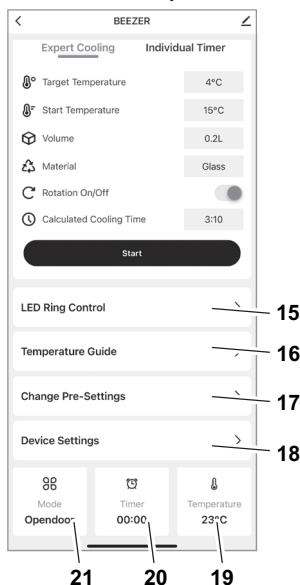 BEEZER
Expert Cooling Individual Timer
Target Temperature 4°C
Start Temperature 15°C
Volume 0.2L
Material Glass
Rotation On/Off
Calculated Cooling Time 3:10
Start
LED Ring Control
15
Temperature Guide
16
Change Pre-Settings
17
Device Settings
18
Mode Timer Temperature
Opendoor 00:00 23°C
21 20 19